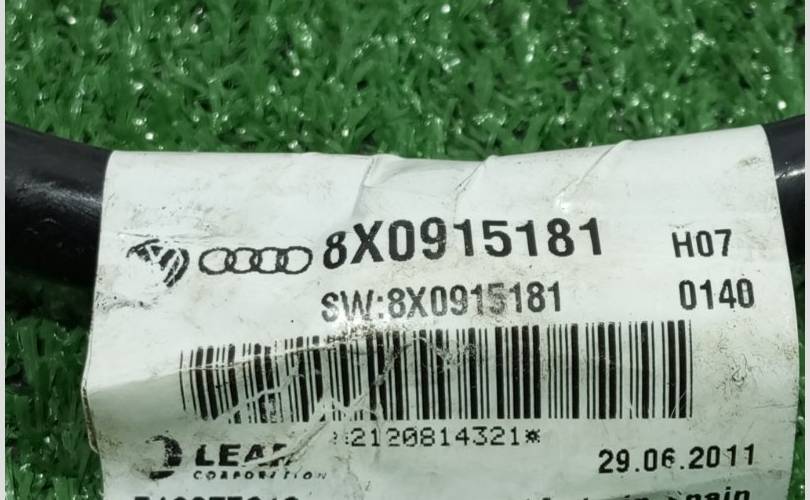 8X0915181 H07
SW:8X0915181 0140
2120814321*
LEAR
CORPORATION
29.06.2011